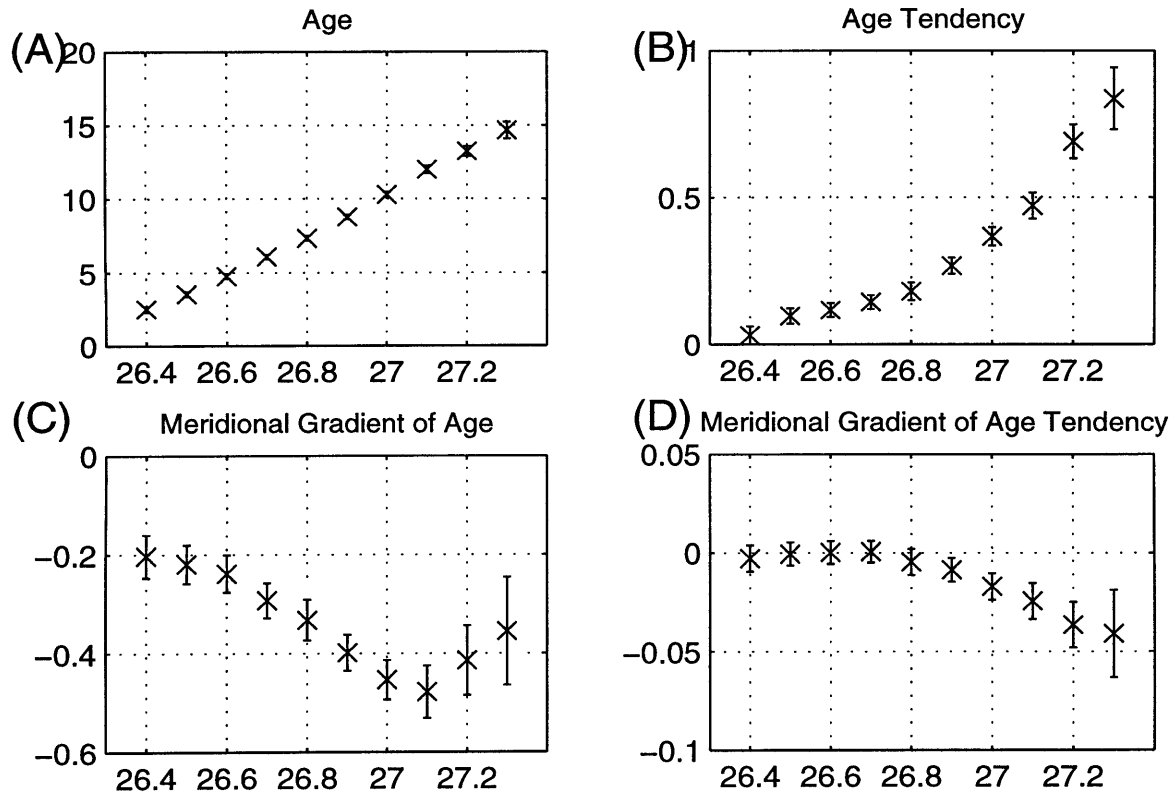 Age
(A)
20
15
10
5
0
26.4 26.6 26.8 27 27.2
Age Tendency
(B)
1
0.5
0
26.4 26.6 26.8 27 27.2
(C)
Meridional Gradient of Age
0
−0.2
−0.4
−0.6
26.4 26.6 26.8 27 27.2
(D) Meridional Gradient of Age Tendency
0.05
0
−0.05
−0.1
26.4 26.6 26.8 27 27.2